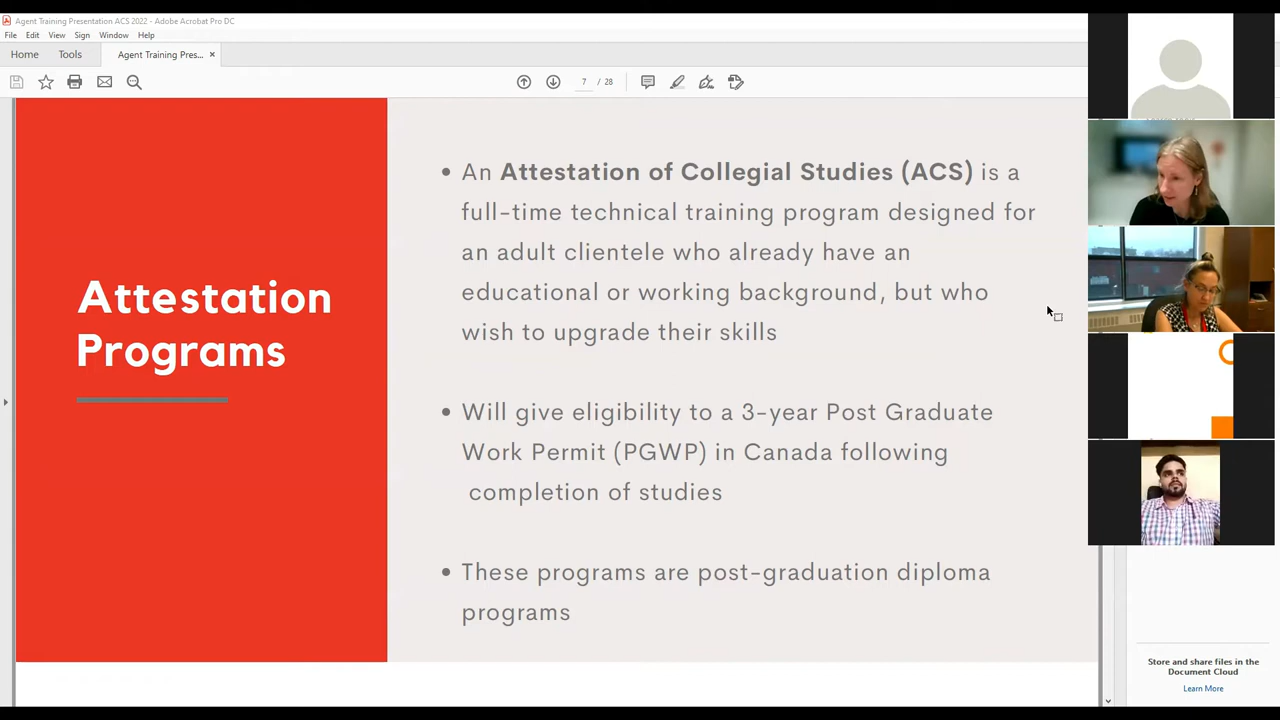 Agent Training Presentation ACS 2022 - Adobe Acrobat Pro DC
File Edit View Sign Window Help
Home Tools Agent Training Pres... ×
7 / 28
Attestation
Programs
• An Attestation of Collegial Studies (ACS) is a
full-time technical training program designed for
an adult clientele who already have an
educational or working background, but who
wish to upgrade their skills
• Will give eligibility to a 3-year Post Graduate
Work Permit (PGWP) in Canada following
completion of studies
• These programs are post-graduation diploma
programs
Store and share files in the
Document Cloud
Learn More